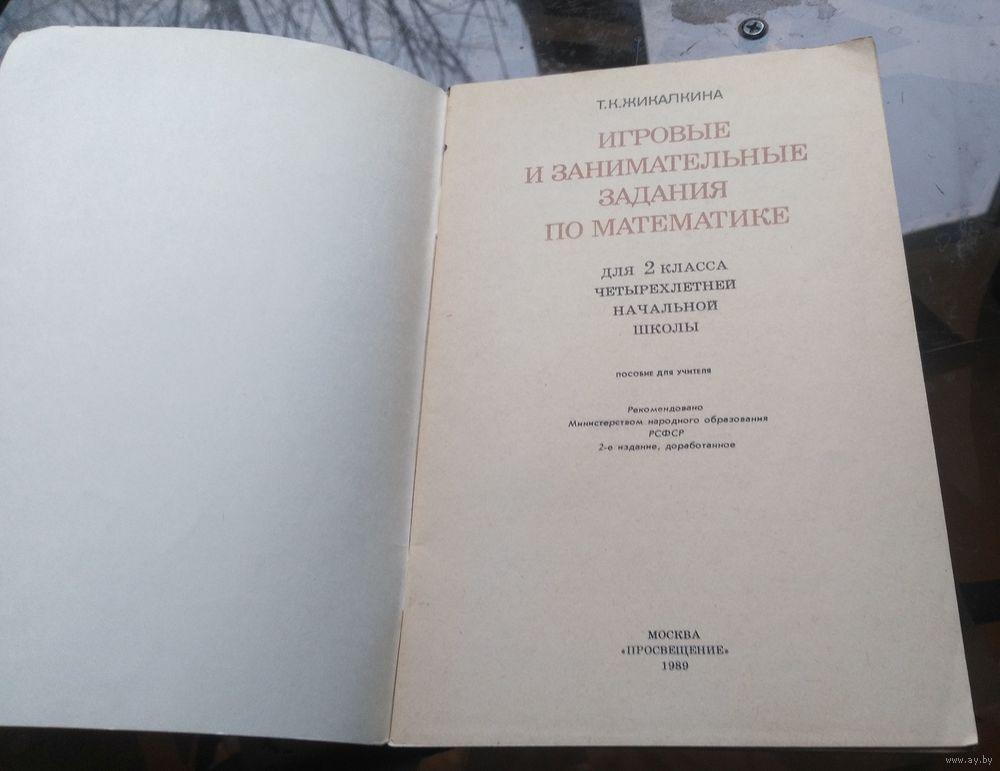 Т.К.ЖИКАЛКИНА
ИГРОВЫЕ
И ЗАНИМАТЕЛЬНЫЕ
ЗАДАНИЯ
ПО МАТЕМАТИКЕ
ДЛЯ 2 КЛАССА
ЧЕТЫРЕХЛЕТНЕЙ
НАЧАЛЬНОЙ
ШКОЛЫ
ПОСОБИЕ ДЛЯ УЧИТЕЛЯ
Рекомендовано
Министерством народного образования
РСФСР
2-е издание, доработанное
МОСКВА
«ПРОСВЕЩЕНИЕ»
1989
www.ay.by